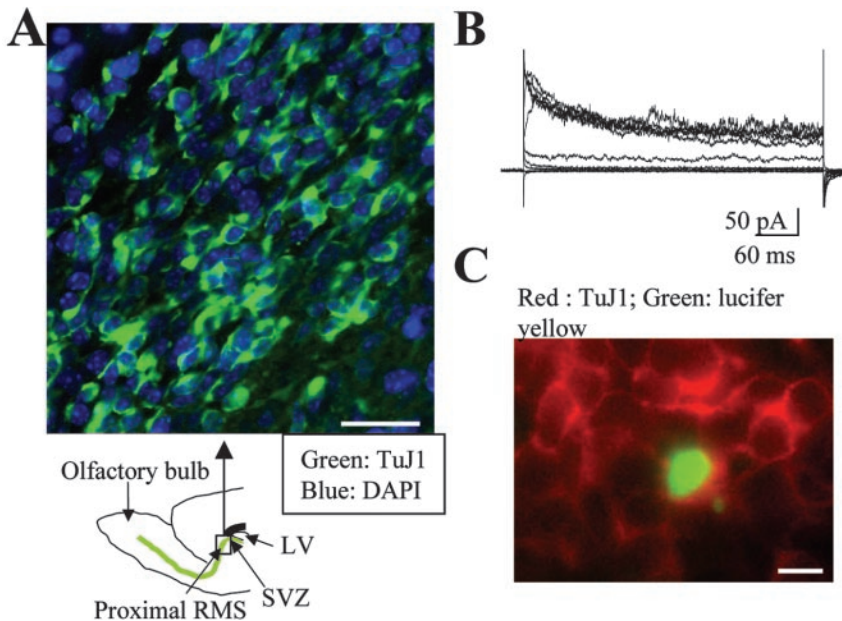 A
B
50 pA
60 ms
C
Red : TuJ1; Green: lucifer
yellow
Olfactory bulb
Green: TuJ1
Blue: DAPI
LV
SVZ
Proximal RMS